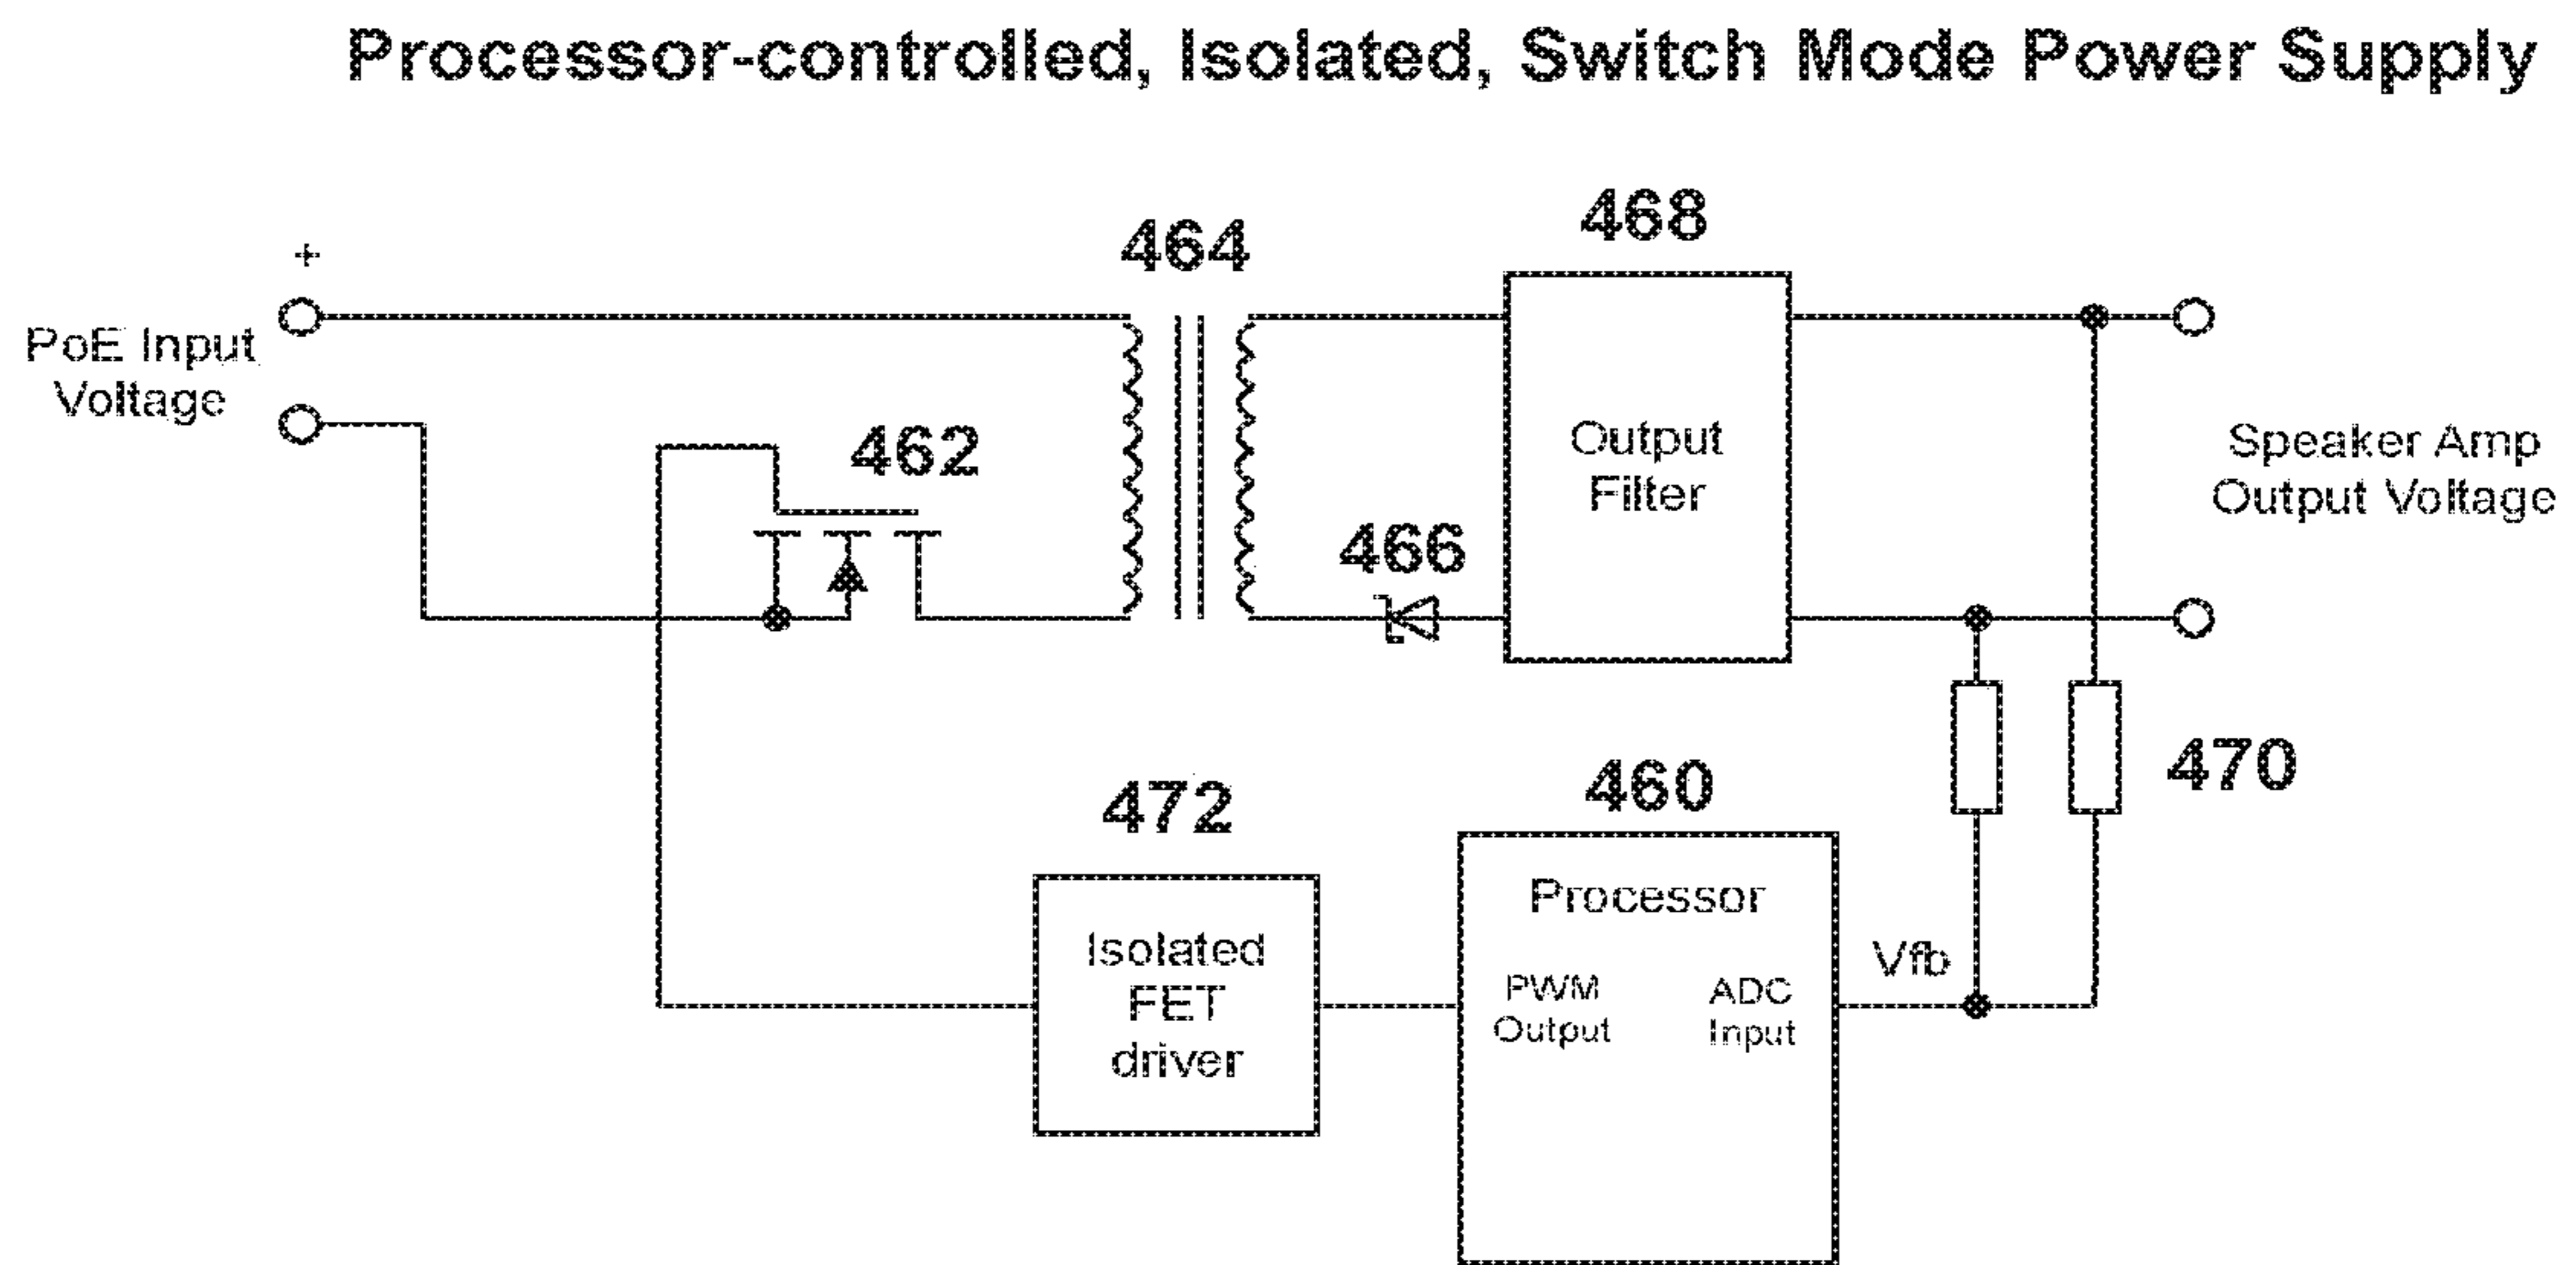 Processor-controlled, Isolated, Switch Mode Power Supply
468
464
+
PoE Input
Voltage
462
Output
Filter
Speaker Amp
Output Voltage
466
470
460
472
Processor
Isolated
FET
driver
Vfb
PWM
Output
ADC
Input